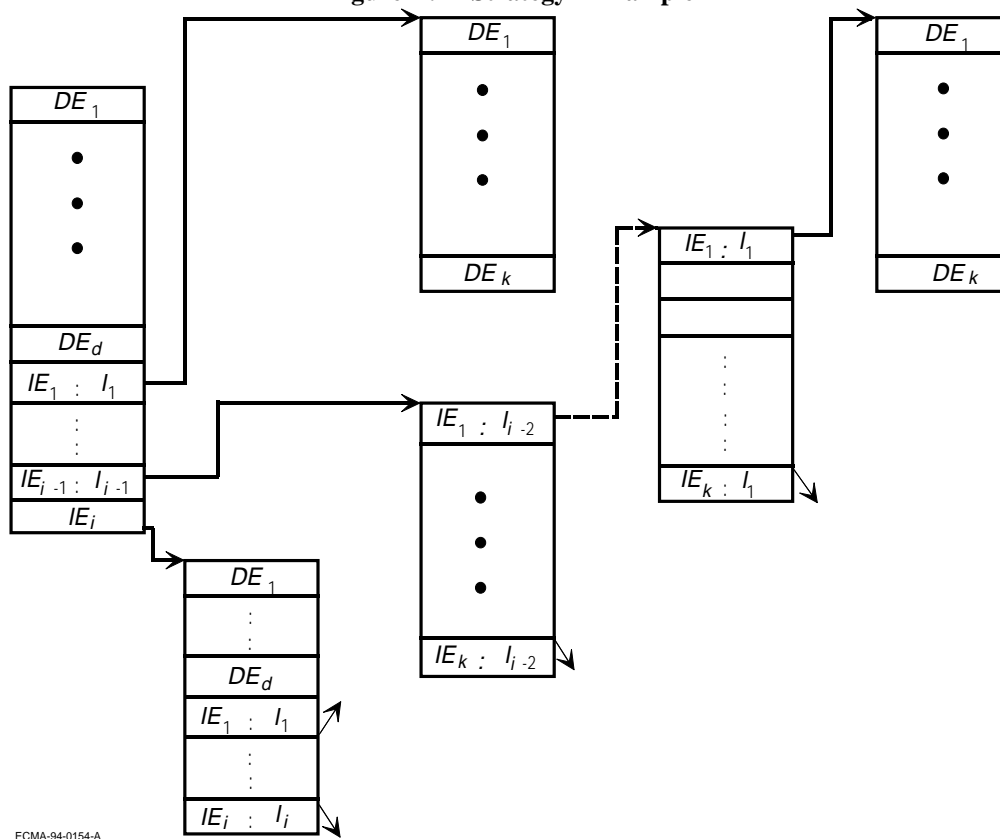 DE1
DEd
IE1 : I1
:
:
IEi-1 : Ii-1
IEi
DE1
DEk
DE1
DEk
IE1 : I1
:
:
:
:
IEk : I1
IE1 : Ii-2
IEk : Ii-2
DE1
:
:
DEd
IE1 : I1
:
:
IEi : Ii
ECMA-94-0154-A